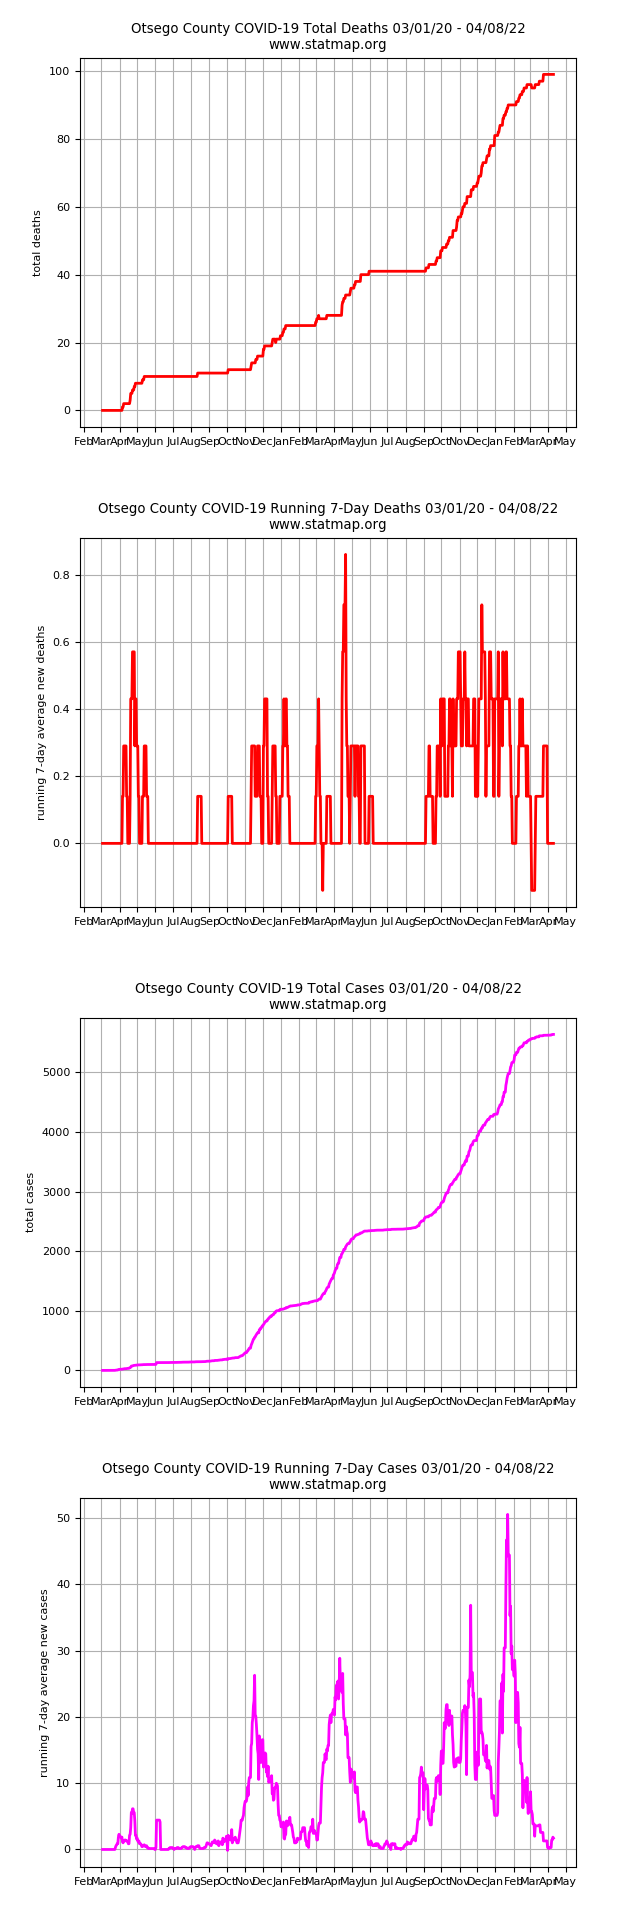 Otsego County COVID-19 Total Deaths 03/01/20 - 04/08/22
www.statmap.org
100
80
60
40
20
0
total deaths
Feb Mar Apr May Jun Jul Aug Sep Oct Nov Dec Jan Feb Mar Apr May Jun Jul Aug Sep Oct Nov Dec Jan Feb Mar Apr May
Otsego County COVID-19 Running 7-Day Deaths 03/01/20 - 04/08/22
www.statmap.org
0.8
0.6
0.4
0.2
0.0
running 7-day average new deaths
Feb Mar Apr May Jun Jul Aug Sep Oct Nov Dec Jan Feb Mar Apr May Jun Jul Aug Sep Oct Nov Dec Jan Feb Mar Apr May
Otsego County COVID-19 Total Cases 03/01/20 - 04/08/22
www.statmap.org
5000
4000
3000
2000
1000
0
total cases
Feb Mar Apr May Jun Jul Aug Sep Oct Nov Dec Jan Feb Mar Apr May Jun Jul Aug Sep Oct Nov Dec Jan Feb Mar Apr May
Otsego County COVID-19 Running 7-Day Cases 03/01/20 - 04/08/22
www.statmap.org
50
40
30
20
10
0
running 7-day average new cases
Feb Mar Apr May Jun Jul Aug Sep Oct Nov Dec Jan Feb Mar Apr May Jun Jul Aug Sep Oct Nov Dec Jan Feb Mar Apr May